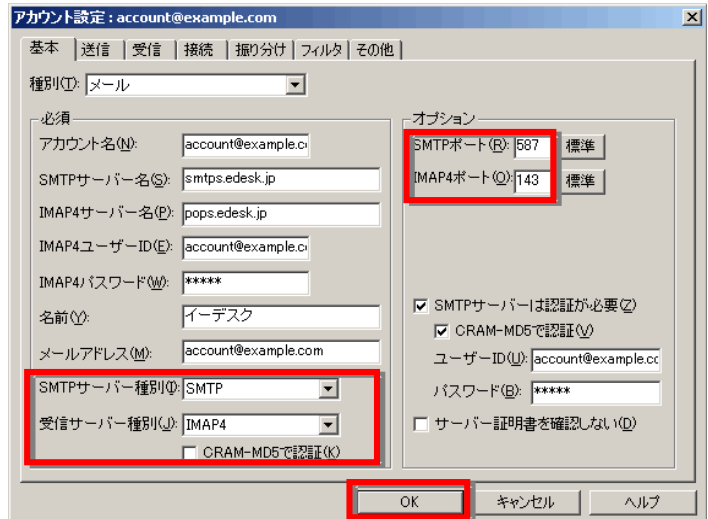 アカウント設定 : account@example.com
基本 送信 受信 接続 振り分け フィルタ その他
種別(T): メール
必須
アカウント名(N): account@example.c
SMTPサーバー名(S): smtps.edesk.jp
IMAP4サーバー名(P): pops.edesk.jp
IMAP4ユーザーID(E): account@example.c
IMAP4パスワード(W): *****
名前(Y): イーデスク
メールアドレス(M): account@example.com
SMTPサーバー種別(I): SMTP
受信サーバー種別(J): IMAP4
CRAM-MD5で認証(K)
オプション
SMTPポート(R): 587 標準
IMAP4ポート(O): 143 標準
SMTPサーバーは認証が必要(Z)
CRAM-MD5で認証(V)
ユーザーID(U): account@example.cc
パスワード(B): *****
サーバー証明書を確認しない(D)
OK キャンセル ヘルプ